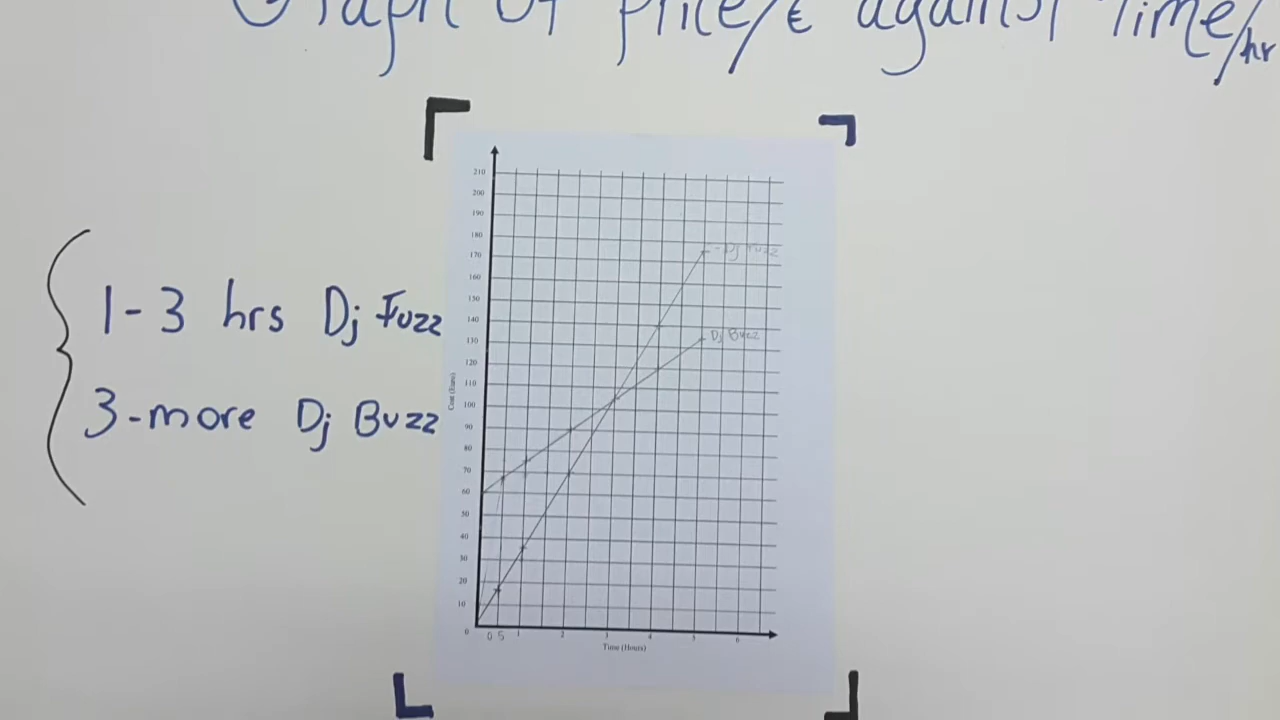 Graph of price/€ against Time/hr
1-3 hrs Dj Fuzz
3-more Dj Buzz
210
200
190
180
170
160
150
140
130
120
110
100
90
80
70
60
50
40
30
20
10
0
Cost (Euro)
Dj Fuzz
Dj Buzz
0 5 1 2 3 4 5 6
Time (Hours)